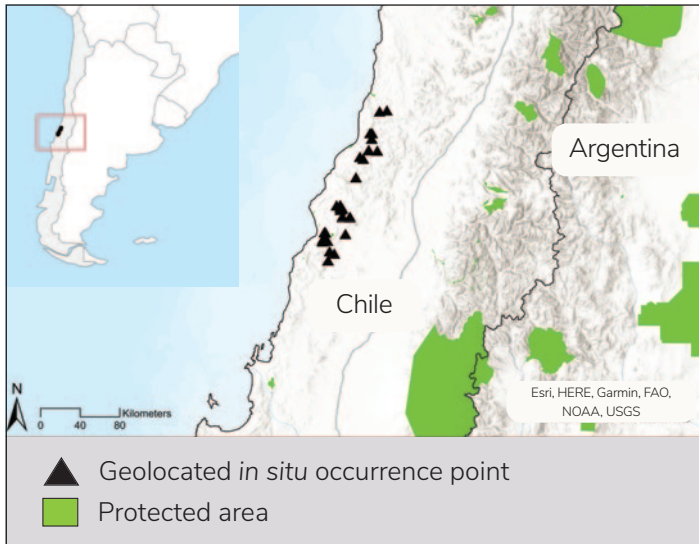 Argentina
Chile
N
0 40 80 Kilometers
Esri, HERE, Garmin, FAO,
NOAA, USGS
Geolocated in situ occurrence point
Protected area